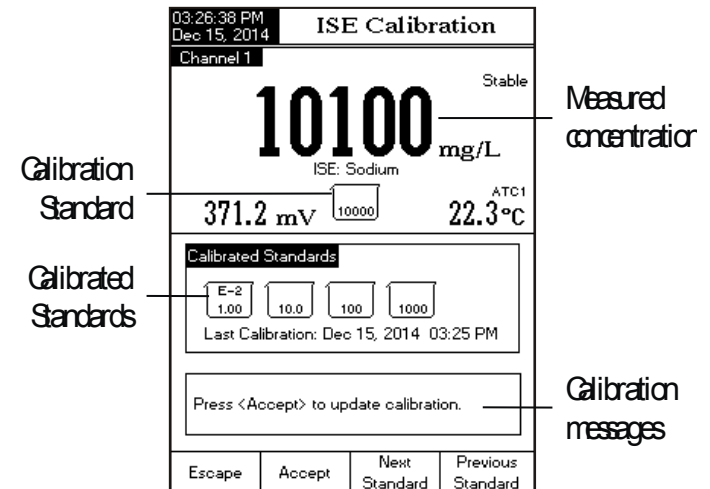 03:26:38 PM
Dec 15, 2014
ISE Calibration
Channel 1
Stable
10100 mg/L
Measured
concentration
ISE: Sodium
Calibration
Standard
10000
371.2 mV
ATC1
22.3°C
Calibrated Standards
Calibrated
Standards
E-2
1.00
10.0
100
1000
Last Calibration: Dec 15, 2014 03:25 PM
Press <Accept> to update calibration.
Calibration
messages
Escape
Accept
Next
Standard
Previous
Standard